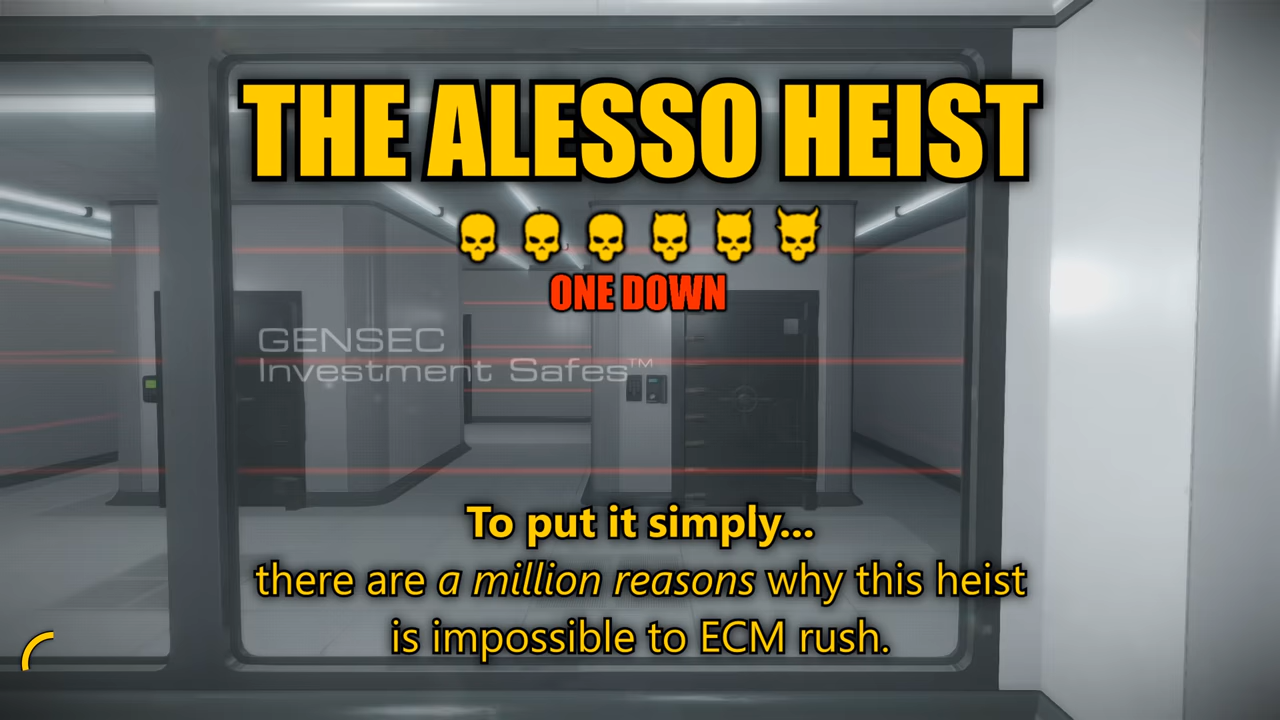 THE ALESSO HEIST
ONE DOWN
GENSEC
Investment Safes™
To put it simply...
there are a million reasons why this heist
is impossible to ECM rush.